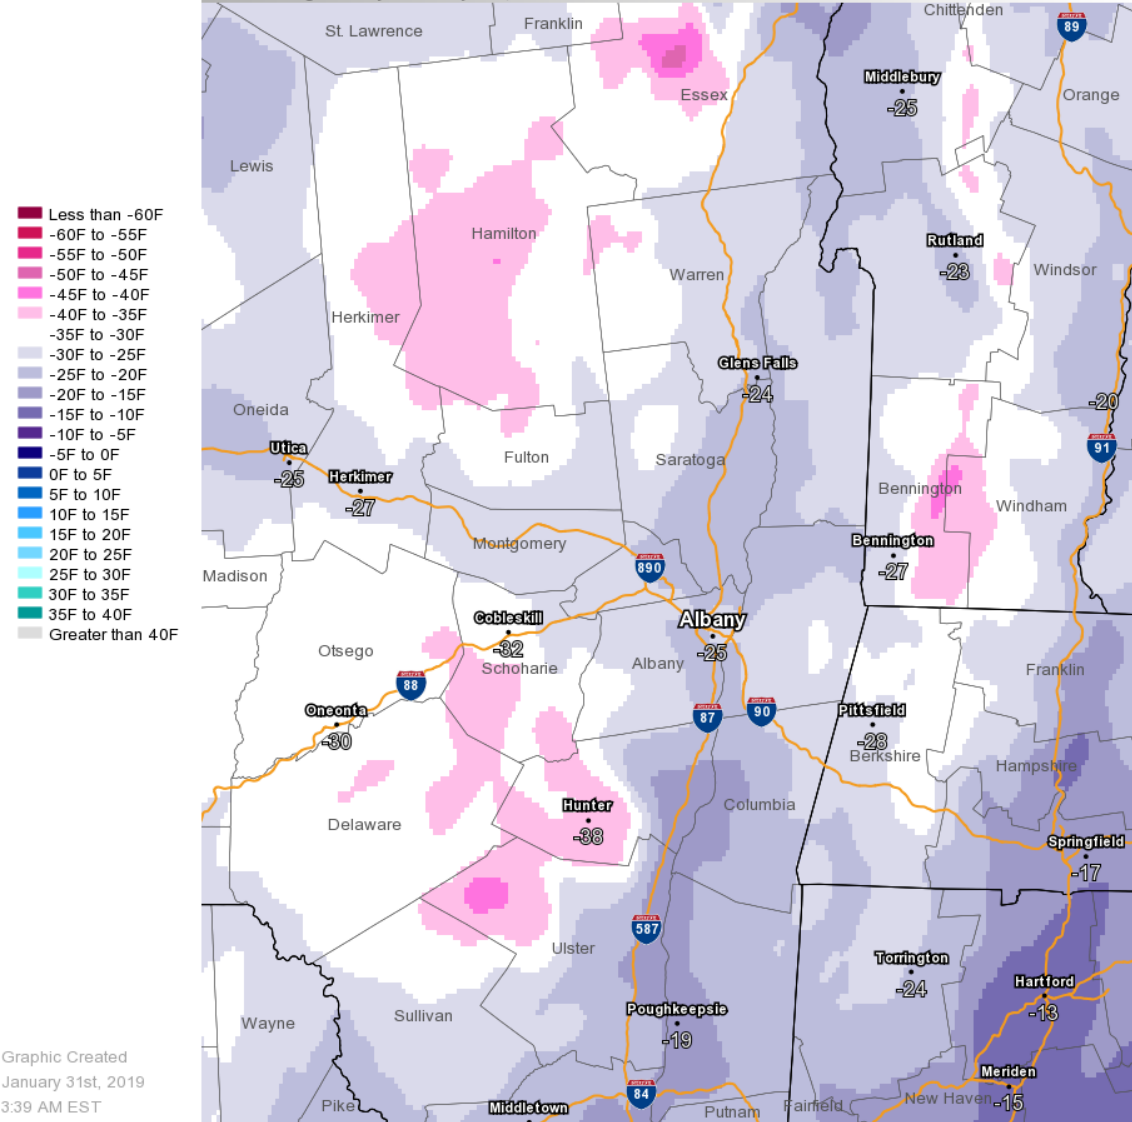 Chittenden
St. Lawrence
Franklin
89
Middlebury
-25
Essex
Orange
Lewis
Less than -60F
-60F to -55F
-55F to -50F
-50F to -45F
-45F to -40F
-40F to -35F
-35F to -30F
-30F to -25F
-25F to -20F
-20F to -15F
-15F to -10F
-10F to -5F
-5F to 0F
0F to 5F
5F to 10F
10F to 15F
15F to 20F
20F to 25F
25F to 30F
30F to 35F
35F to 40F
Greater than 40F
Hamilton
Rutland
-23
Windsor
Warren
Herkimer
Glens Falls
-24
Oneida
-20
Utica
-25
Herkimer
-27
Fulton
Saratoga
91
Bennington
Windham
Montgomery
Bennington
-27
890
Madison
Cobleskill
-32
Albany
-25
Otsego
Schoharie
Albany
Franklin
88
Oneonta
-30
87
90
Pittsfield
-28
Berkshire
Hampshire
Hunter
-38
Columbia
Delaware
Springfield
-17
587
Ulster
Torrington
-24
Hartford
-13
Poughkeepsie
-19
Sullivan
Wayne
Graphic Created
January 31st, 2019
3:39 AM EST
Meriden
-15
84
New Haven
Pike
Middletown
Putnam
Fairfield